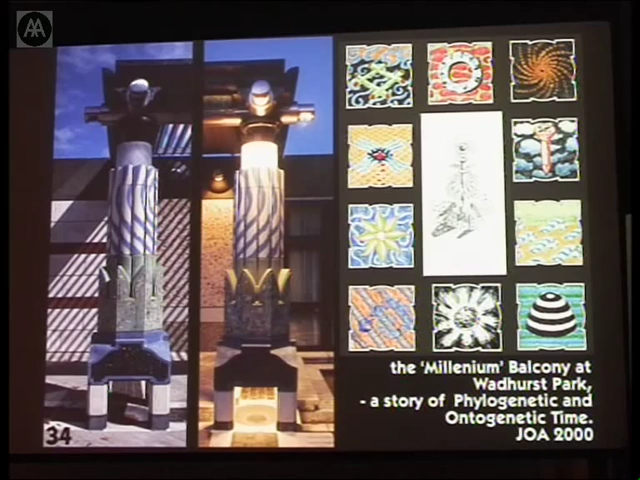 AA
34
the 'Millenium' Balcony at
Wadhurst Park,
- a story of Phylogenetic and
Ontogenetic Time.
JOA 2000